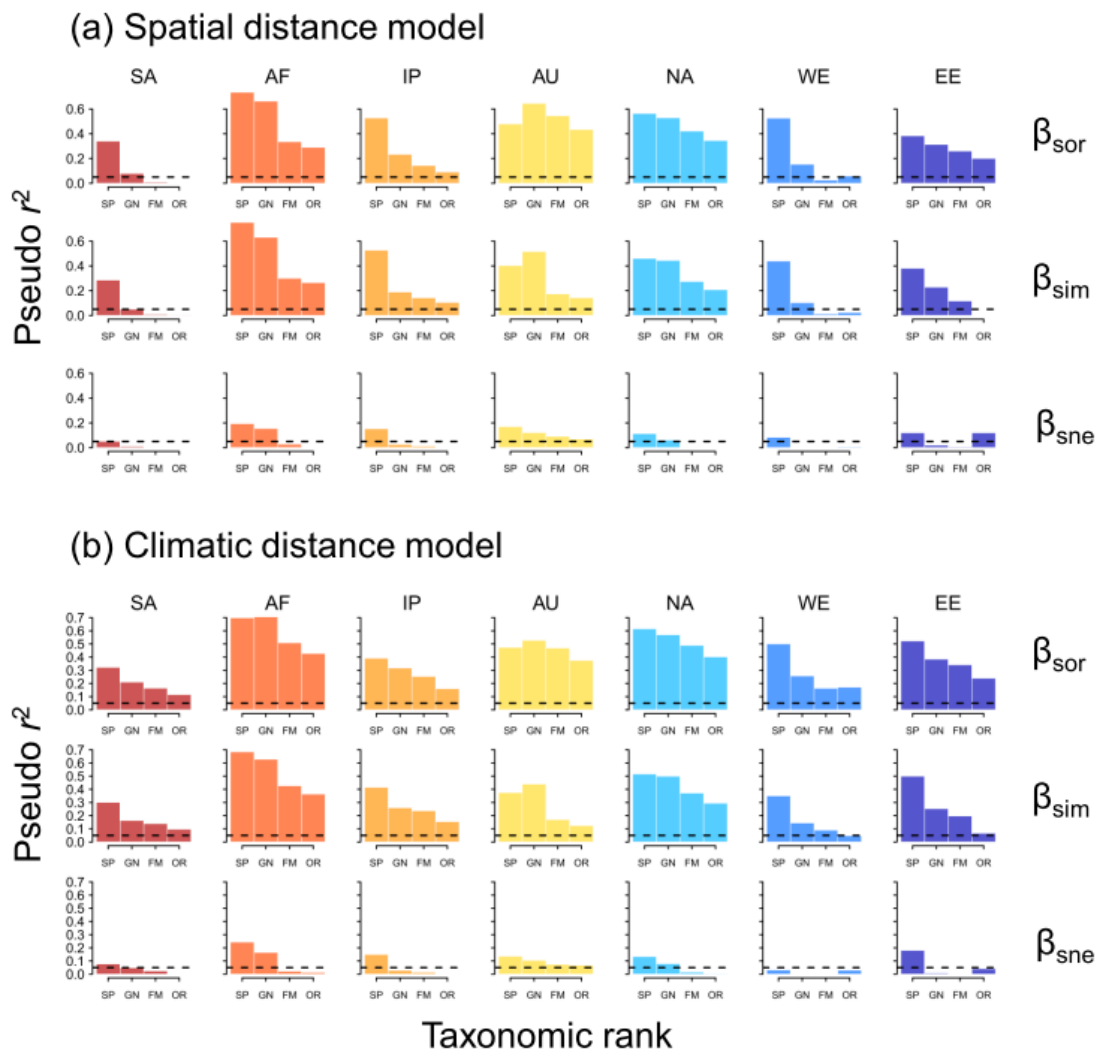 (a) Spatial distance model
SA AF IP AU NA WE EE
0.6
0.4
0.2
0.0
SP GN FM OR SP GN FM OR SP GN FM OR SP GN FM OR SP GN FM OR SP GN FM OR SP GN FM OR
βsor
0.6
0.4
0.2
0.0
SP GN FM OR SP GN FM OR SP GN FM OR SP GN FM OR SP GN FM OR SP GN FM OR SP GN FM OR
βsim
Pseudo r²
0.6
0.2
0.0
SP GN FM OR SP GN FM OR SP GN FM OR SP GN FM OR SP GN FM OR SP GN FM OR SP GN FM OR
βsne
(b) Climatic distance model
SA AF IP AU NA WE EE
0.7
0.6
0.5
0.4
0.3
0.2
0.1
0.0
SP GN FM OR SP GN FM OR SP GN FM OR SP GN FM OR SP GN FM OR SP GN FM OR SP GN FM OR
βsor
0.7
0.6
0.5
0.4
0.3
0.2
0.1
0.0
SP GN FM OR SP GN FM OR SP GN FM OR SP GN FM OR SP GN FM OR SP GN FM OR SP GN FM OR
βsim
Pseudo r²
0.7
0.6
0.5
0.4
0.3
0.2
0.1
0.0
SP GN FM OR SP GN FM OR SP GN FM OR SP GN FM OR SP GN FM OR SP GN FM OR SP GN FM OR
βsne
Taxonomic rank